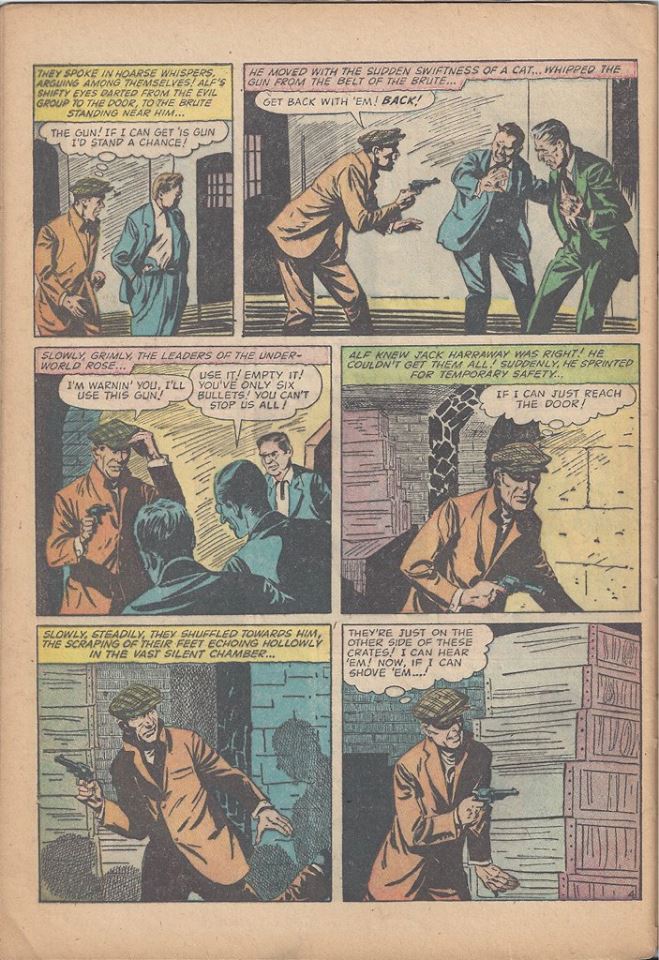 THEY SPOKE IN HOARSE WHISPERS,
ARGUING AMONG THEMSELVES! ALF'S
SHIFTY EYES DARTED FROM THE EVIL
GROUP TO THE DOOR, TO THE BRUTE
STANDING NEAR HIM...
THE GUN! IF I CAN GET 'IS GUN
I'D STAND A CHANCE!
HE MOVED WITH THE SUDDEN SWIFTNESS OF A CAT... WHIPPED THE
GUN FROM THE BELT OF THE BRUTE...
GET BACK WITH 'EM! BACK!
SLOWLY, GRIMLY, THE LEADERS OF THE UNDER-
WORLD ROSE...
I'M WARNIN' YOU, I'LL
USE THIS GUN!
USE IT! EMPTY IT!
YOU'VE ONLY SIX
BULLETS! YOU CAN'T
STOP US ALL!
ALF KNEW JACK HARRAWAY WAS RIGHT! HE
COULDN'T GET THEM ALL! SUDDENLY, HE SPRINTED
FOR TEMPORARY SAFETY...
IF I CAN JUST REACH
THE DOOR!
SLOWLY, STEADILY, THEY SHUFFLED TOWARDS HIM,
THE SCRAPING OF THEIR FEET ECHOING HOLLOWLY
IN THE VAST SILENT CHAMBER...
THEY'RE JUST ON THE
OTHER SIDE OF THESE
CRATES! I CAN HEAR
'EM! NOW, IF I CAN
SHOVE 'EM...!
4